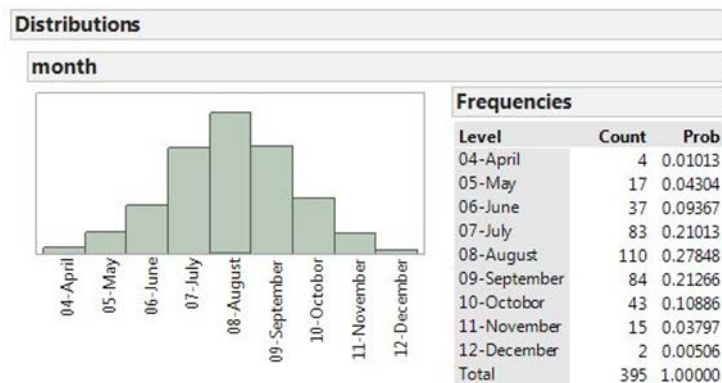 Distributions
month
04-April
05-May
06-June
07-July
08-August
09-September
10-Octobor
11-November
12-December
Frequencies
Level Count Prob
04-April 4 0.01013
05-May 17 0.04304
06-June 37 0.09367
07-July 83 0.21013
08-August 110 0.27848
09-September 84 0.21266
10-Octobor 43 0.10886
11-November 15 0.03797
12-December 2 0.00506
Total 395 1.00000